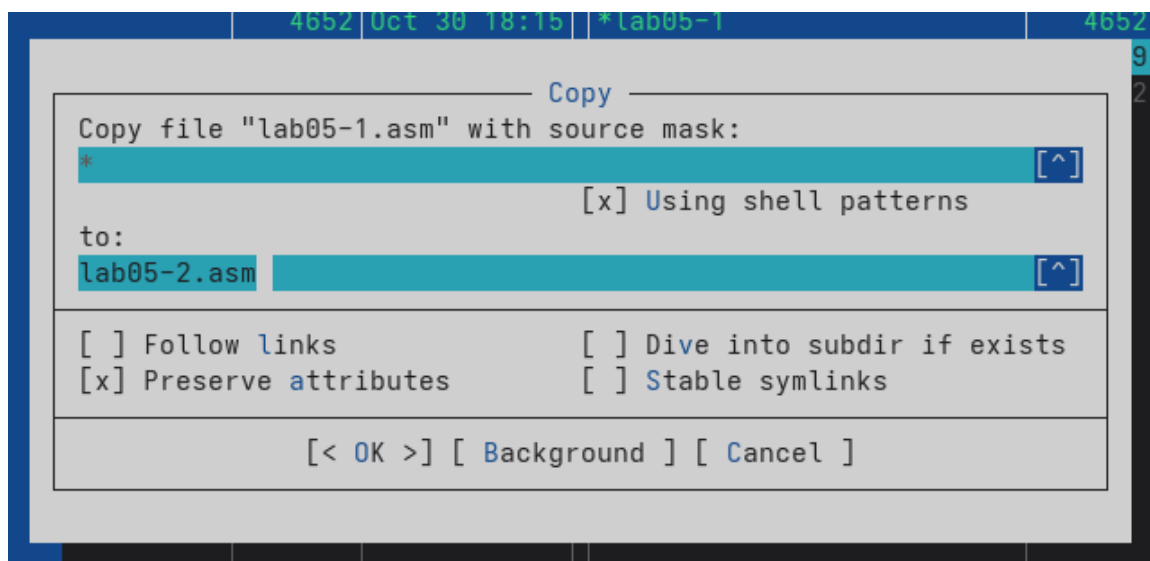 4652 Oct 30 18:15 *lab05-1 4652
9
Copy
2
Copy file "lab05-1.asm" with source mask:
* [^]
[x] Using shell patterns
to:
lab05-2.asm [^]
[ ] Follow links [ ] Dive into subdir if exists
[x] Preserve attributes [ ] Stable symlinks
[< OK >] [ Background ] [ Cancel ]